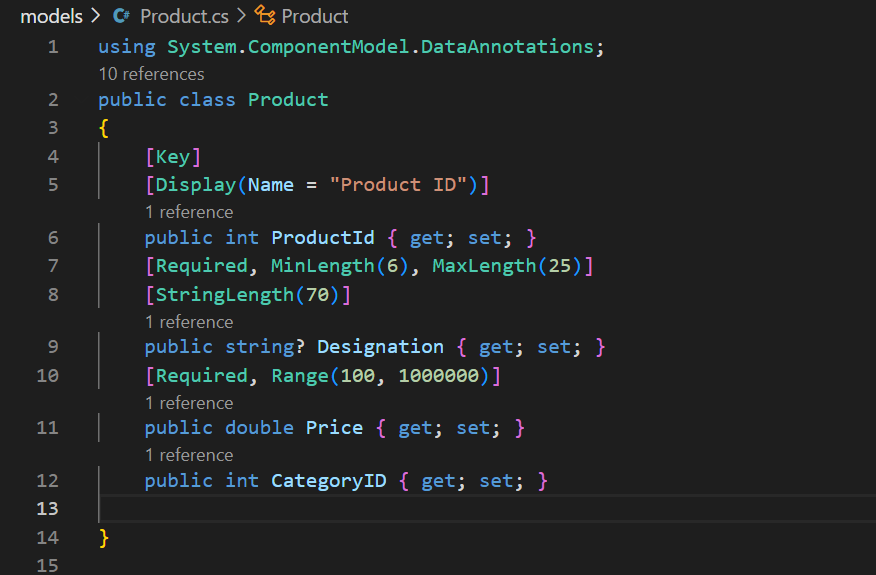 models > Product.cs > Product
1 using System.ComponentModel.DataAnnotations;
10 references
2 public class Product
3 {
4 [Key]
5 [Display(Name = "Product ID")]
1 reference
6 public int ProductId { get; set; }
7 [Required, MinLength(6), MaxLength(25)]
8 [StringLength(70)]
1 reference
9 public string? Designation { get; set; }
10 [Required, Range(100, 1000000)]
1 reference
11 public double Price { get; set; }
1 reference
12 public int CategoryID { get; set; }
13
14 }
15